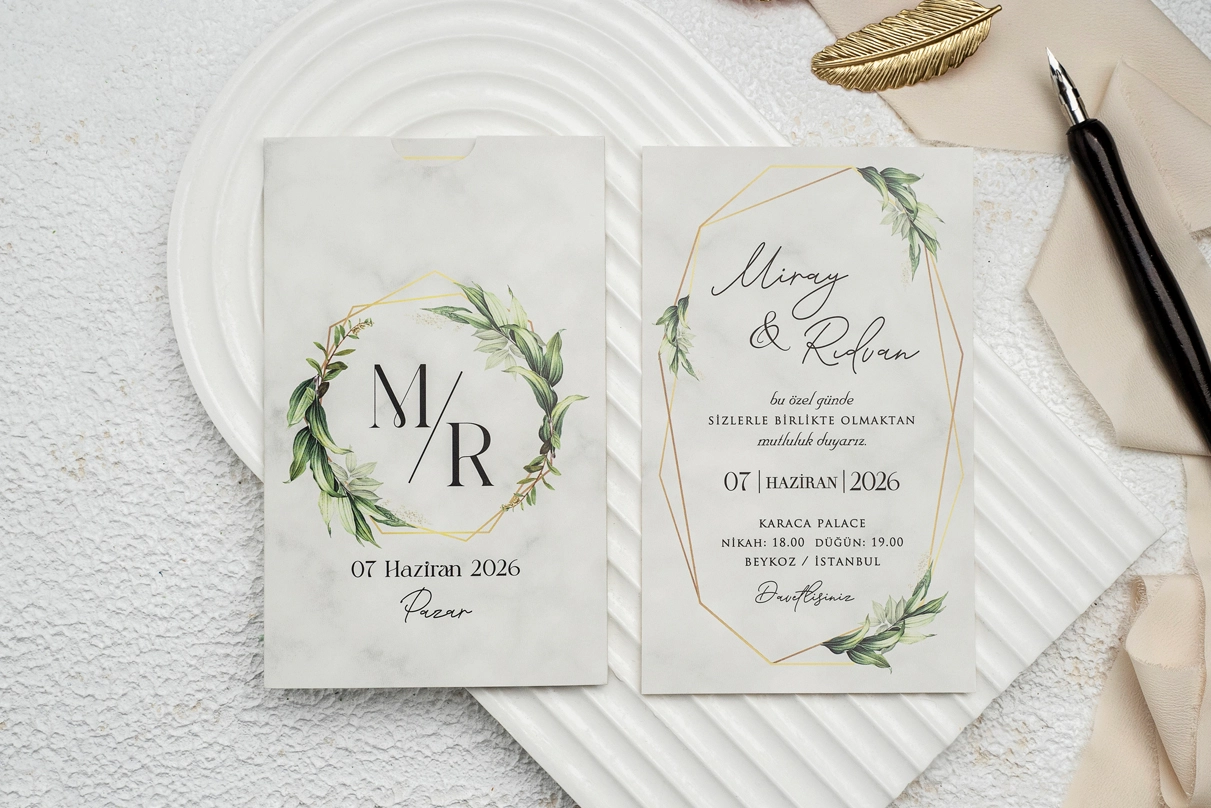 M/R
07 Haziran 2026
Pazar
Miray
& Rıdvan
bu özel günde
SİZLERLE BİRLİKTE OLMAKTAN
mutluluk duyarız.
07 | HAZİRAN | 2026
KARACA PALACE
NİKAH: 18.00 DÜĞÜN: 19.00
BEYKOZ / İSTANBUL
Davetlisiniz